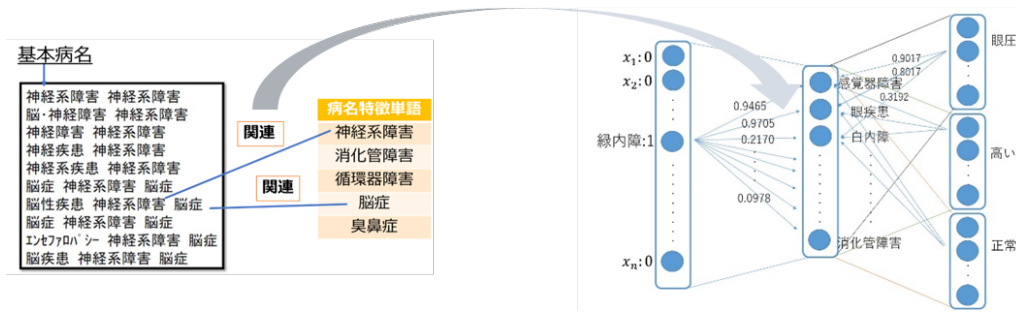 基本病名
神経系障害 神経系障害
脳・神経障害 神経系障害
神経障害 神経系障害
神経疾患 神経系障害
神経系疾患 神経系障害
脳症 神経系障害 脳症
脳性疾患 神経系障害 脳症
脳症 神経系障害 脳症
ｴﾝｾﾌｧﾛﾊﾟｼｰ 神経系障害 脳症
脳疾患 神経系障害 脳症
関連
関連
病名特徴単語
神経系障害
消化管障害
循環器障害
脳症
臭鼻症
x₁:0
x₂:0
緑内障:1
xₙ:0
0.9465
0.9705
0.2170
0.0978
感覚器障害
眼疾患
白内障
消化管障害
0.9017
0.8017
0.3192
眼圧
高い
正常